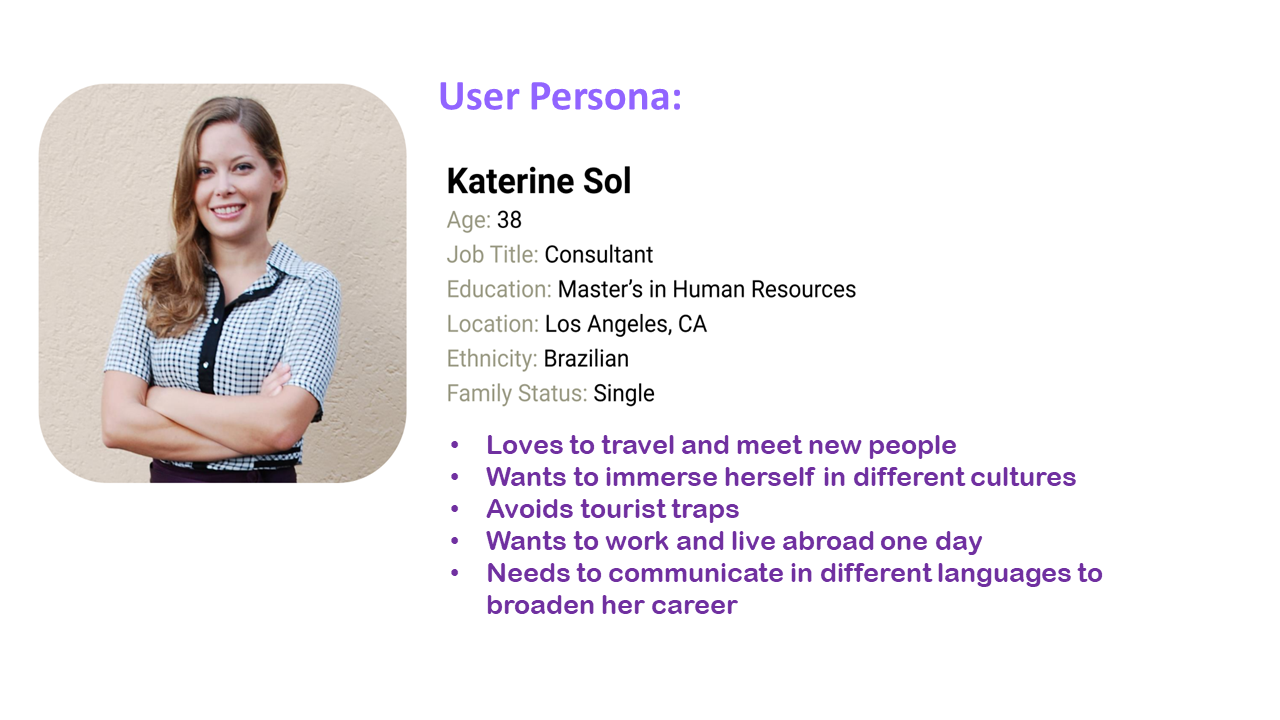 User Persona:
Katerine Sol
Age: 38
Job Title: Consultant
Education: Master’s in Human Resources
Location: Los Angeles, CA
Ethnicity: Brazilian
Family Status: Single
• Loves to travel and meet new people
• Wants to immerse herself in different cultures
• Avoids tourist traps
• Wants to work and live abroad one day
• Needs to communicate in different languages to
broaden her career